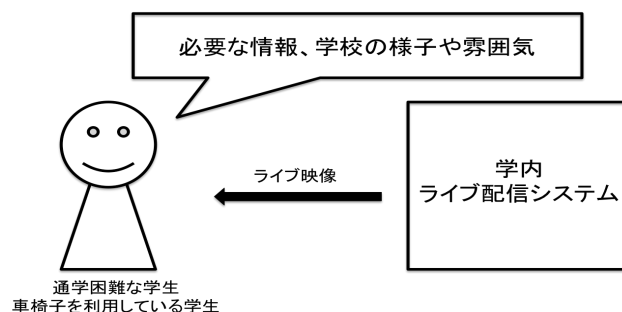 必要な情報、学校の様子や雰囲気
学内
ライブ配信システム
ライブ映像
通学困難な学生
車椅子を利用している学生